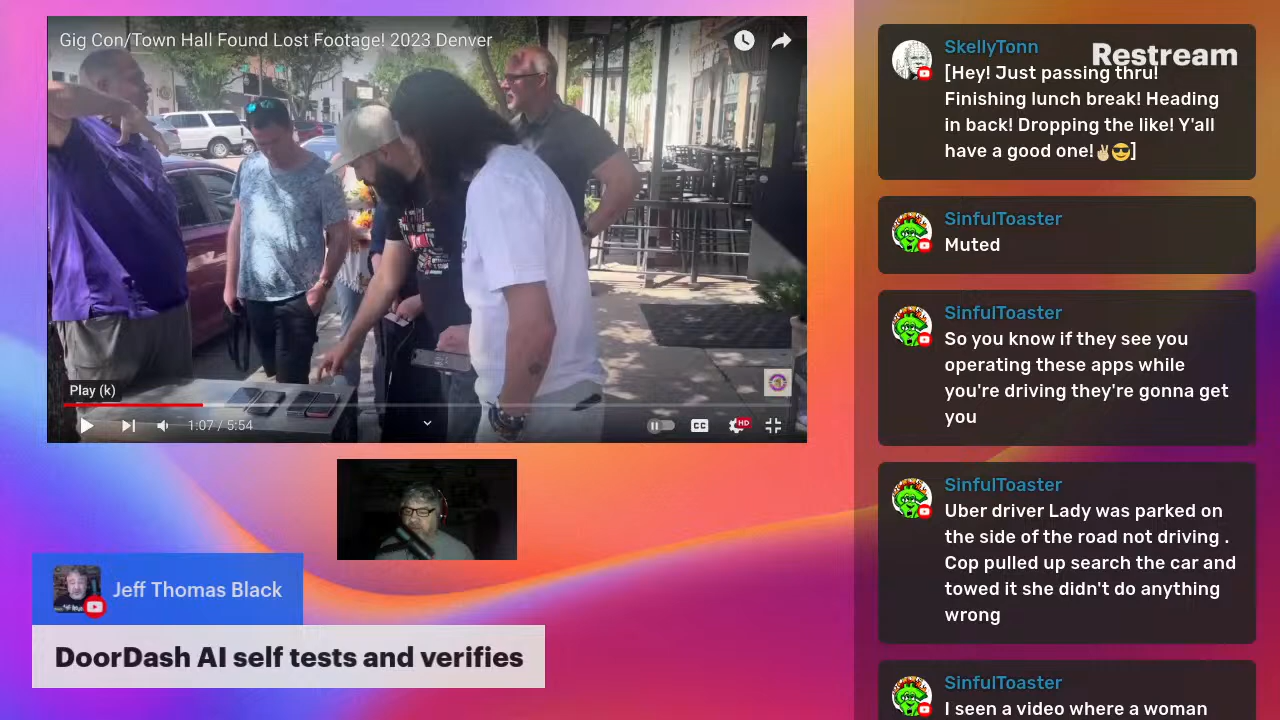 Gig Con/Town Hall Found Lost Footage! 2023 Denver
Play (k)
1:07 / 5:54
CC
HD
Jeff Thomas Black
DoorDash AI self tests and verifies
Restream
SkellyTonn
[Hey! Just passing thru!
Finishing lunch break! Heading
in back! Dropping the like! Y'all
have a good one!✌🏼😎]
SinfulToaster
Muted
SinfulToaster
So you know if they see you
operating these apps while
you're driving they're gonna get
you
SinfulToaster
Uber driver Lady was parked on
the side of the road not driving .
Cop pulled up search the car and
towed it she didn't do anything
wrong
SinfulToaster
I seen a video where a woman